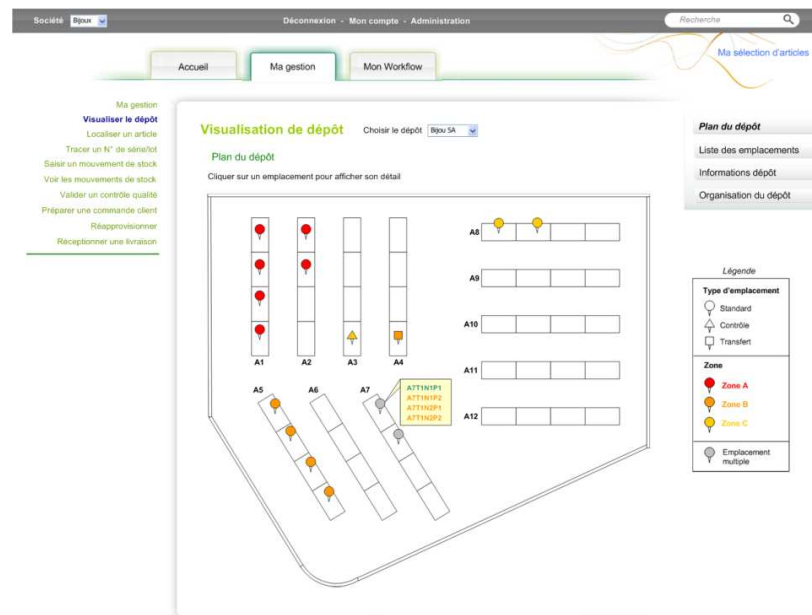 Société Bijoux Déconnexion - Mon compte - Administration Recherche
Ma sélection d'articles
Accueil Ma gestion Mon Workflow
Ma gestion
Visualiser le dépôt
Localiser un article
Tracer un N° de série/lot
Saisir un mouvement de stock
Voir les mouvements de stock
Valider un contrôle qualité
Préparer une commande client
Réapprovisionner
Réceptionner une livraison
Visualisation de dépôt Choisir le dépôt Bijou SA
Plan du dépôt
Cliquer sur un emplacement pour afficher son détail
A1 A2 A3 A4
A5 A6 A7
A7T1N1P1
A7T1N1P2
A7T1N2P1
A7T1N2P2
A8
A9
A10
A11
A12
Plan du dépôt
Liste des emplacements
Informations dépôt
Organisation du dépôt
Légende
Type d'emplacement
Standard
Contrôle
Transfert
Zone
Zone A
Zone B
Zone C
Emplacement
multiple